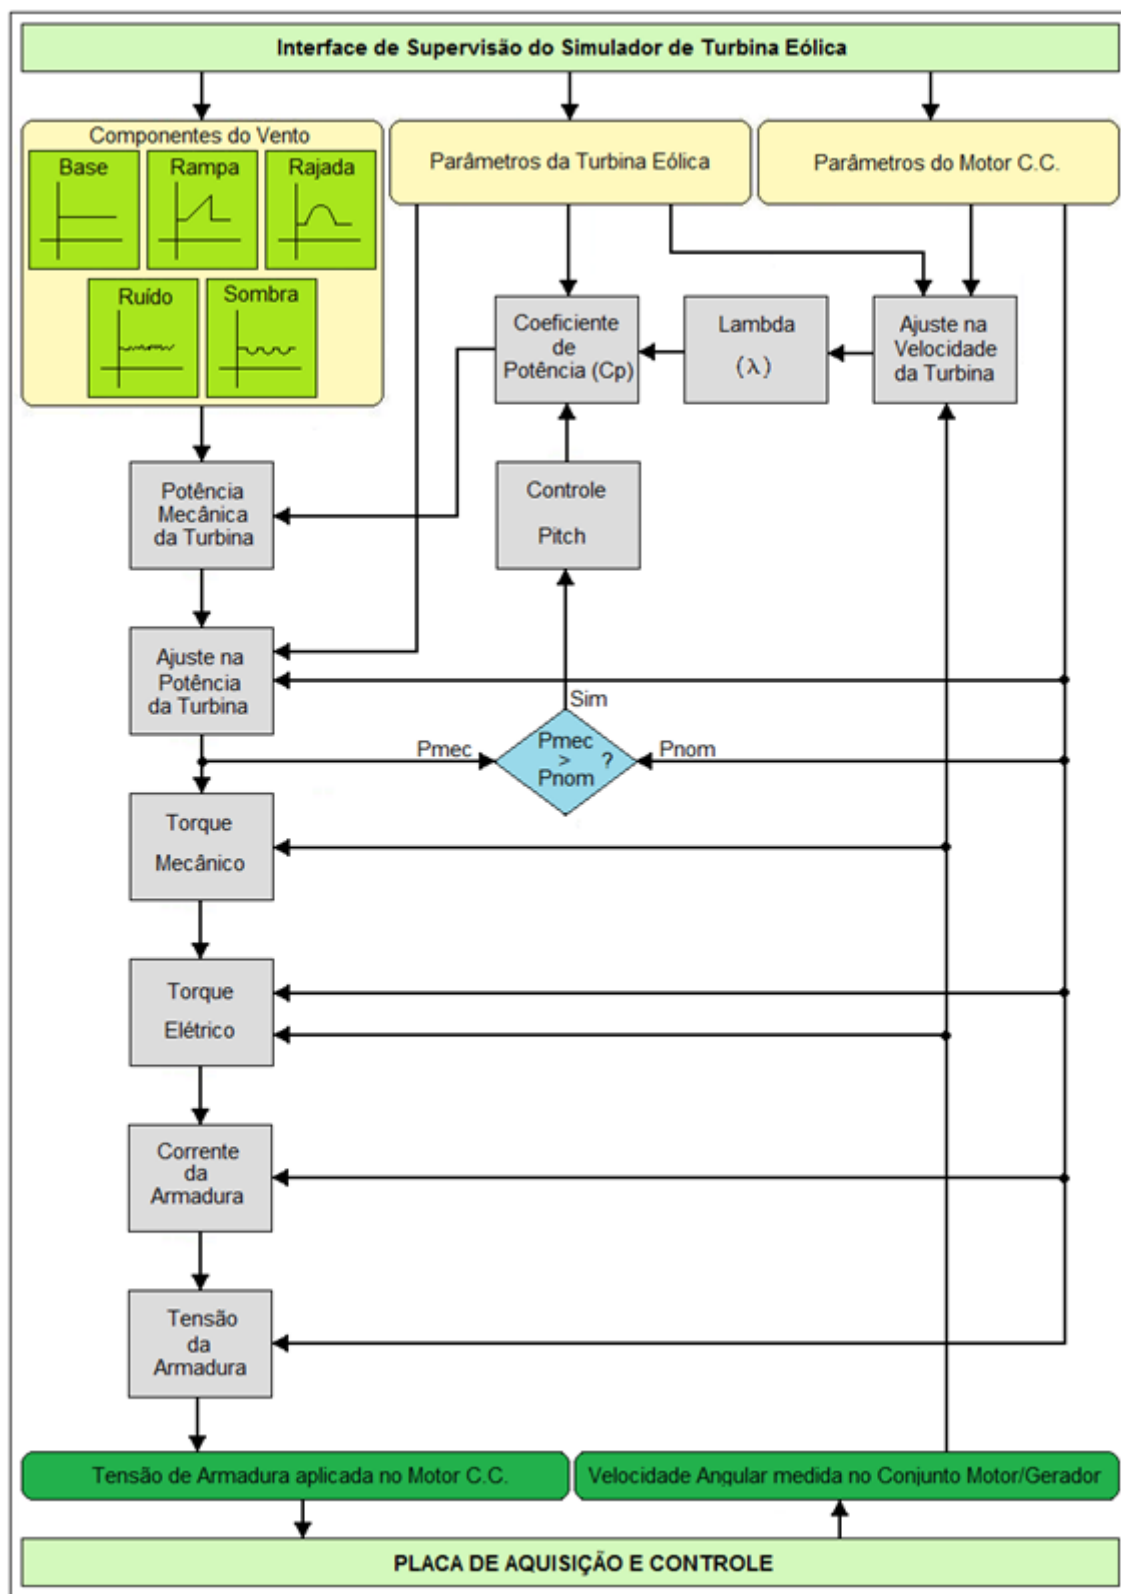 Interface de Supervisão do Simulador de Turbina Eólica
Componentes do Vento
Base
Rampa
Rajada
Ruído
Sombra
Parâmetros da Turbina Eólica
Parâmetros do Motor C.C.
Coeficiente
de
Potência (Cp)
Lambda
(λ)
Ajuste na
Velocidade
da Turbina
Potência
Mecânica
da Turbina
Controle
Pitch
Ajuste na
Potência
da Turbina
Sim
Pmec
Pmec
>
Pnom
?
Pnom
Torque
Mecânico
Torque
Elétrico
Corrente
da
Armadura
Tensão
da
Armadura
Tensão de Armadura aplicada no Motor C.C.
Velocidade Angular medida no Conjunto Motor/Gerador
PLACA DE AQUISIÇÃO E CONTROLE